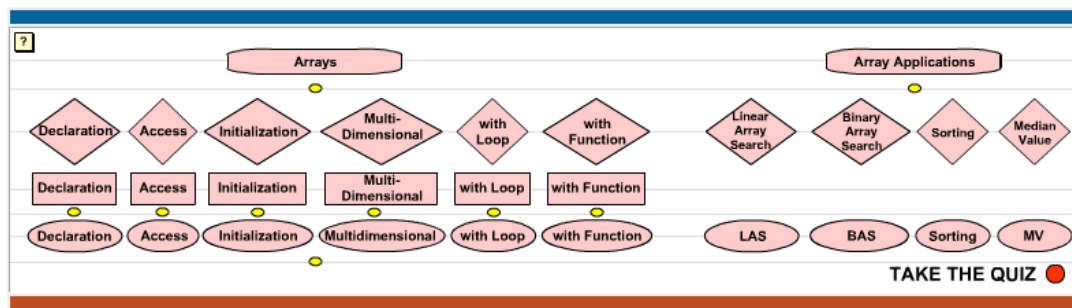 ?
Arrays
Array Applications
Declaration
Access
Initialization
Multi-
Dimensional
with
Loop
with
Function
Linear
Array
Search
Binary
Array
Search
Sorting
Median
Value
Declaration
Access
Initialization
Multi-
Dimensional
with Loop
with Function
Declaration
Access
Initialization
Multidimensional
with Loop
with Function
LAS
BAS
Sorting
MV
TAKE THE QUIZ